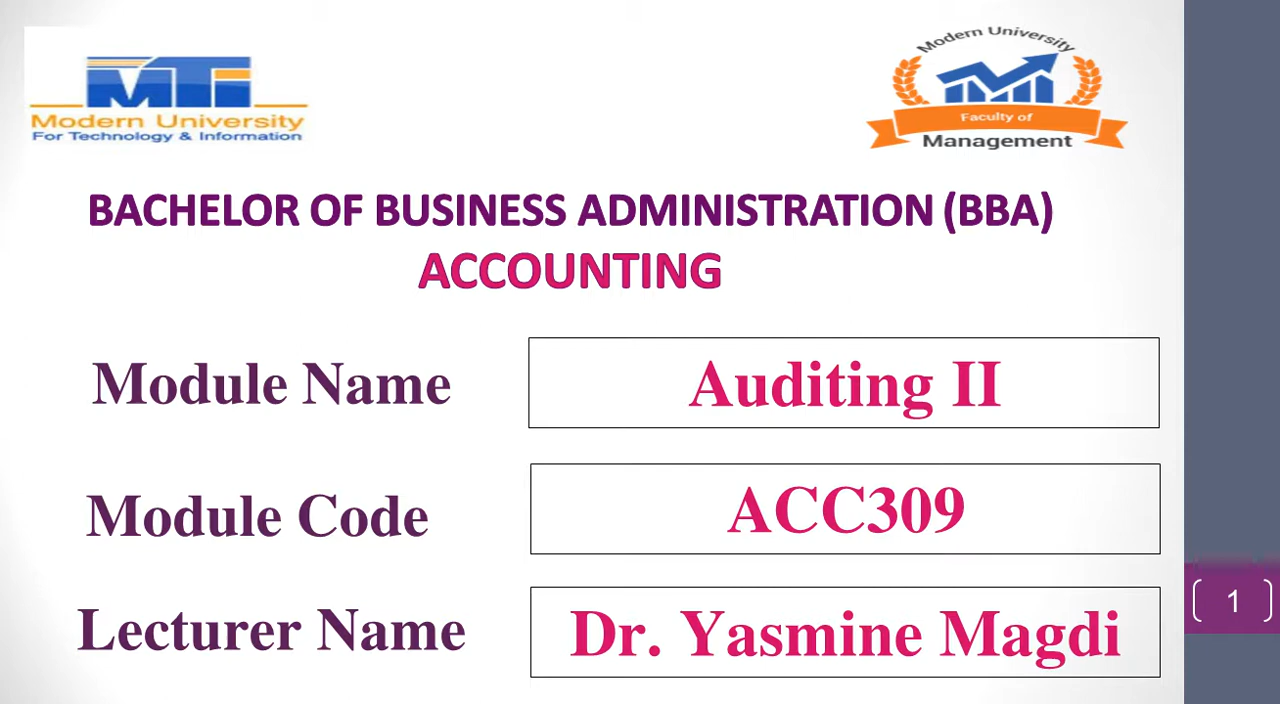 MTi
Modern University
For Technology & Information
Modern University
Faculty of
Management
BACHELOR OF BUSINESS ADMINISTRATION (BBA)
ACCOUNTING
Module Name
Auditing II
Module Code
ACC309
Lecturer Name
Dr. Yasmine Magdi
1